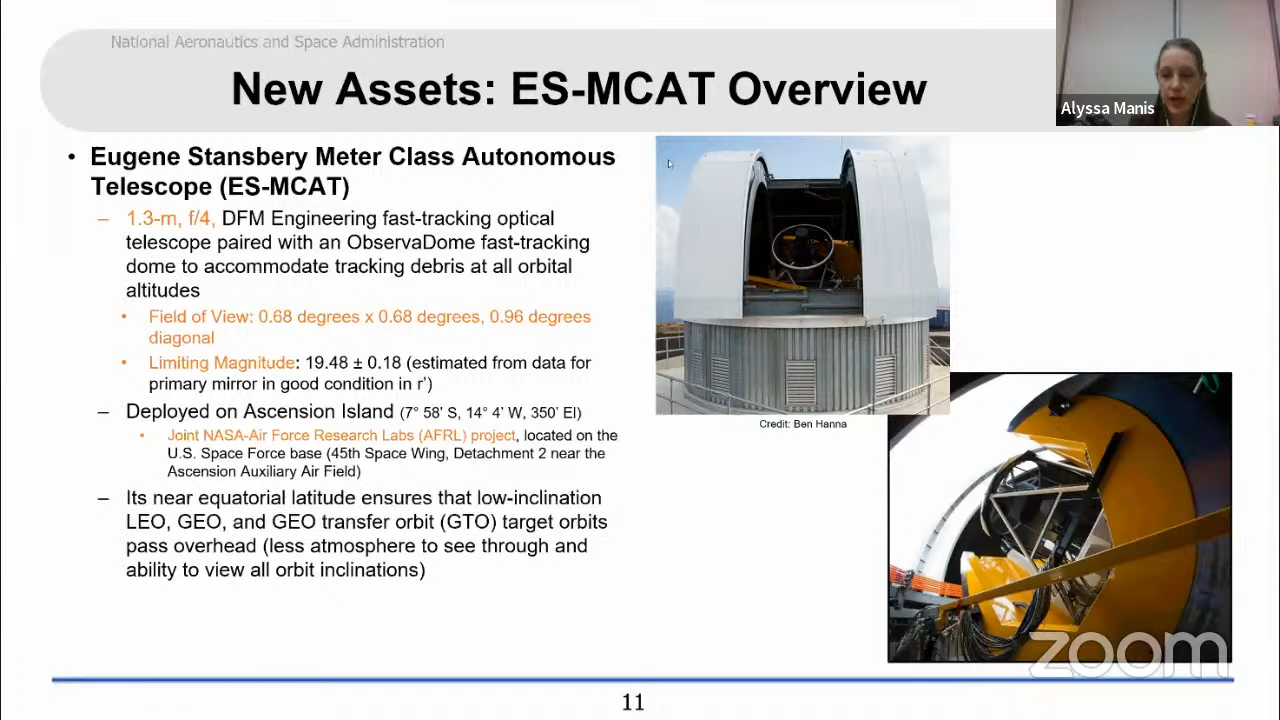 National Aeronautics and Space Administration
New Assets: ES-MCAT Overview
Alyssa Manis
• Eugene Stansbery Meter Class Autonomous
Telescope (ES-MCAT)
– 1.3-m, f/4, DFM Engineering fast-tracking optical
telescope paired with an ObservaDome fast-tracking
dome to accommodate tracking debris at all orbital
altitudes
• Field of View: 0.68 degrees x 0.68 degrees, 0.96 degrees
diagonal
• Limiting Magnitude: 19.48 ± 0.18 (estimated from data for
primary mirror in good condition in r’)
– Deployed on Ascension Island (7° 58’ S, 14° 4’ W, 350’ El)
• Joint NASA-Air Force Research Labs (AFRL) project, located on the
U.S. Space Force base (45th Space Wing, Detachment 2 near the
Ascension Auxiliary Air Field)
– Its near equatorial latitude ensures that low-inclination
LEO, GEO, and GEO transfer orbit (GTO) target orbits
pass overhead (less atmosphere to see through and
ability to view all orbit inclinations)
Credit: Ben Hanna
zoom
11